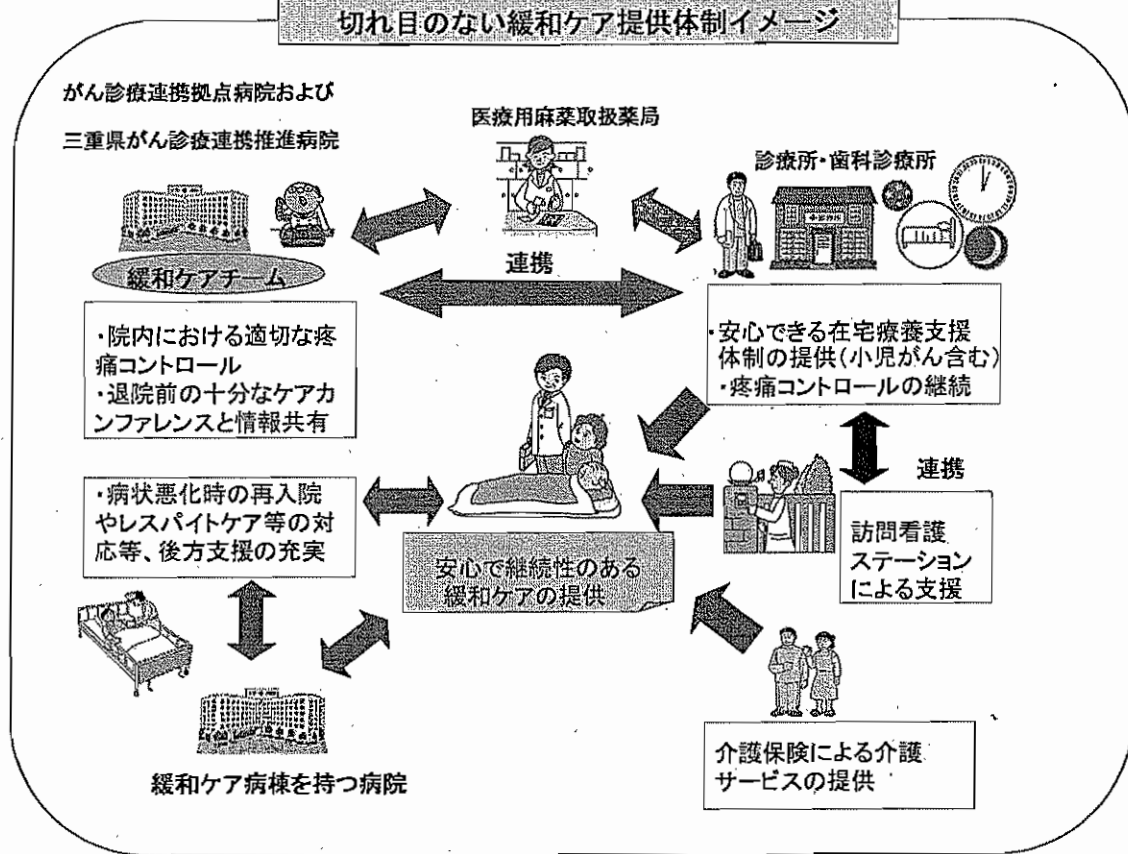 切れ目のない緩和ケア提供体制イメージ
がん診療連携拠点病院および
三重県がん診療連携推進病院
医療用麻薬取扱薬局
診療所・歯科診療所
緩和ケアチーム
連携
・院内における適切な疼
痛コントロール
・退院前の十分なケアカ
ンファレンスと情報共有
・安心できる在宅療養支援
体制の提供(小児がん含む)
・疼痛コントロールの継続
・病状悪化時の再入院
やレスパイトケア等の対
応等、後方支援の充実
連携
訪問看護
ステーション
による支援
安心で継続性のある
緩和ケアの提供
緩和ケア病棟を持つ病院
介護保険による介護
サービスの提供